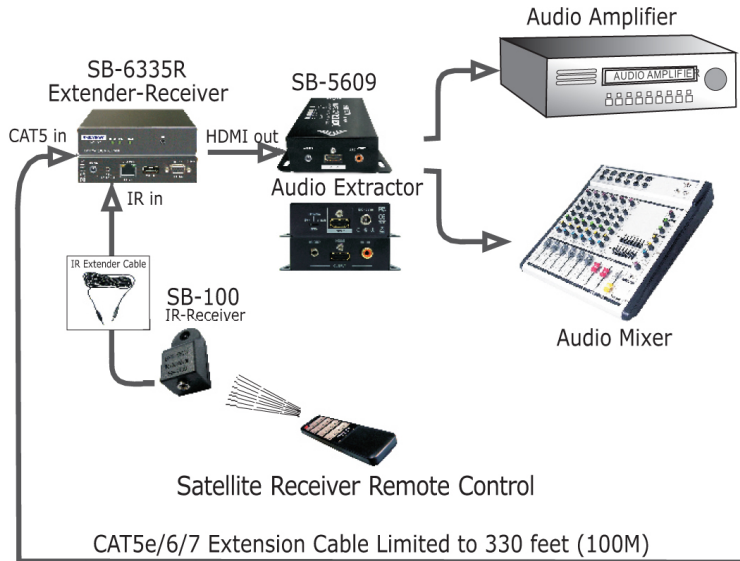 Audio Amplifier
AUDIO AMPLIFIER
SB-6335R
Extender-Receiver
SB-5609
CAT5 in
HDMI out
Audio Extractor
IR in
IR Extender Cable
SB-100
IR-Receiver
Audio Mixer
Satellite Receiver Remote Control
CAT5e/6/7 Extension Cable Limited to 330 feet (100M)